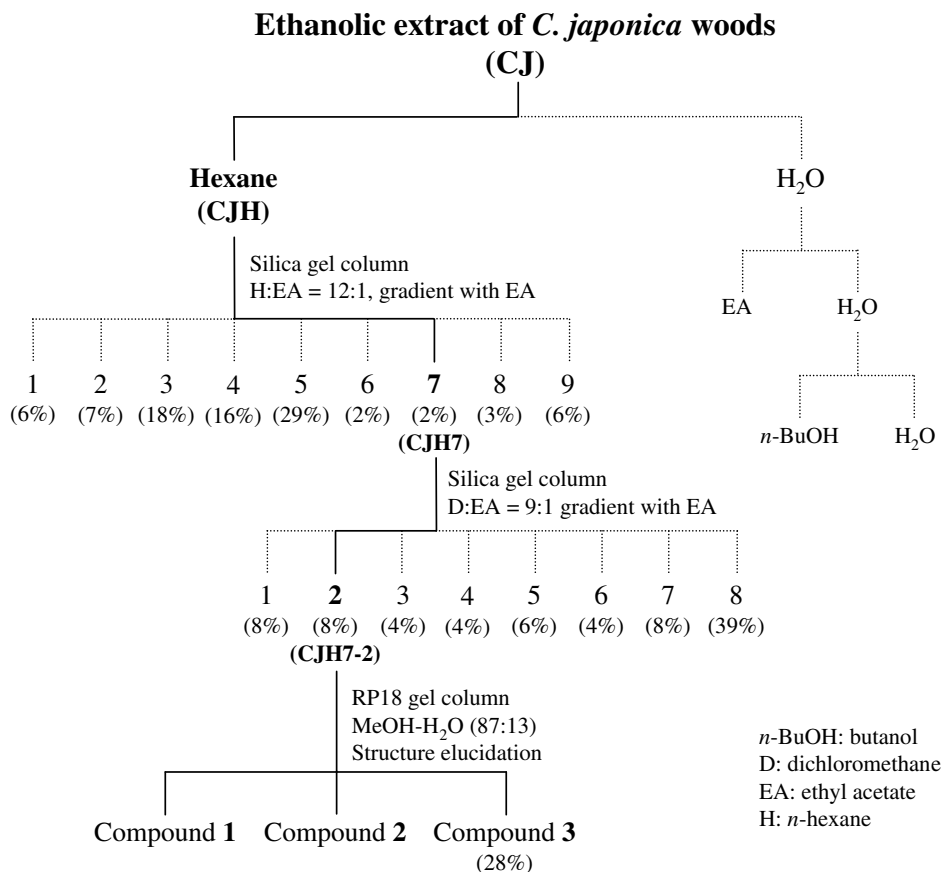 Ethanolic extract of C. japonica woods
(CJ)
Hexane
(CJH)
H₂O
Silica gel column
H:EA = 12:1, gradient with EA
EA
H₂O
1 2 3 4 5 6 7 8 9
(6%) (7%) (18%) (16%) (29%) (2%) (2%) (3%) (6%)
(CJH7)
n-BuOH
H₂O
Silica gel column
D:EA = 9:1 gradient with EA
1 2 3 4 5 6 7 8
(8%) (8%) (4%) (4%) (6%) (4%) (8%) (39%)
(CJH7-2)
RP18 gel column
MeOH-H₂O (87:13)
Structure elucidation
Compound 1 Compound 2 Compound 3
(28%)
n-BuOH: butanol
D: dichloromethane
EA: ethyl acetate
H: n-hexane